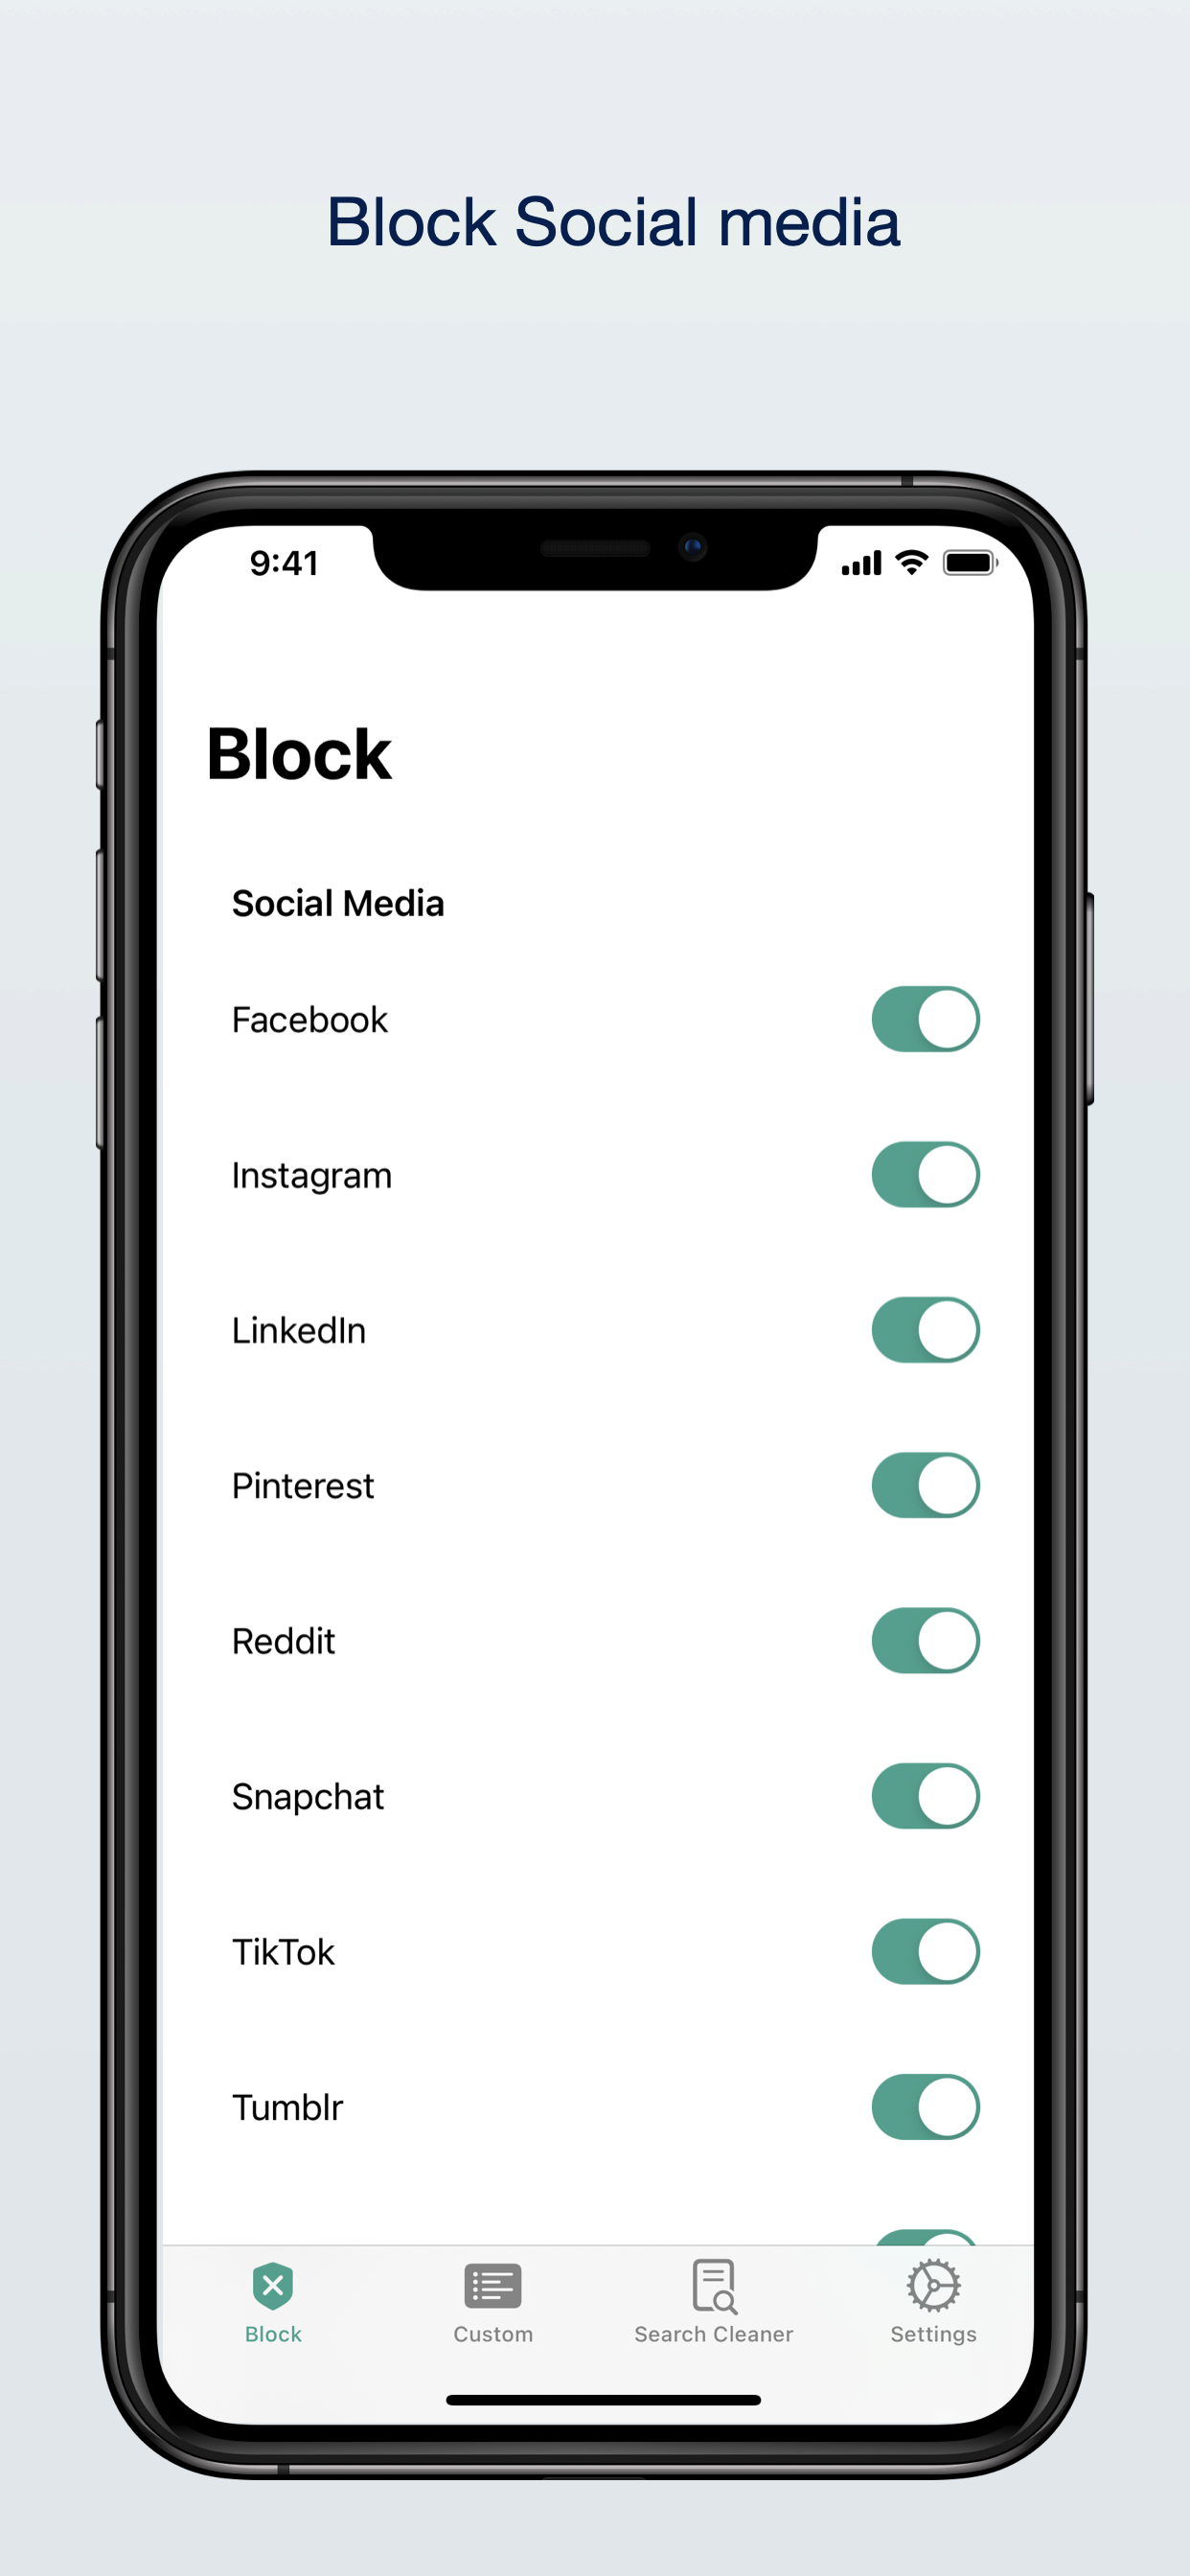 Block Social media
9:41
Block
Social Media
Facebook
Instagram
LinkedIn
Pinterest
Reddit
Snapchat
TikTok
Tumblr
Block
Custom
Search Cleaner
Settings